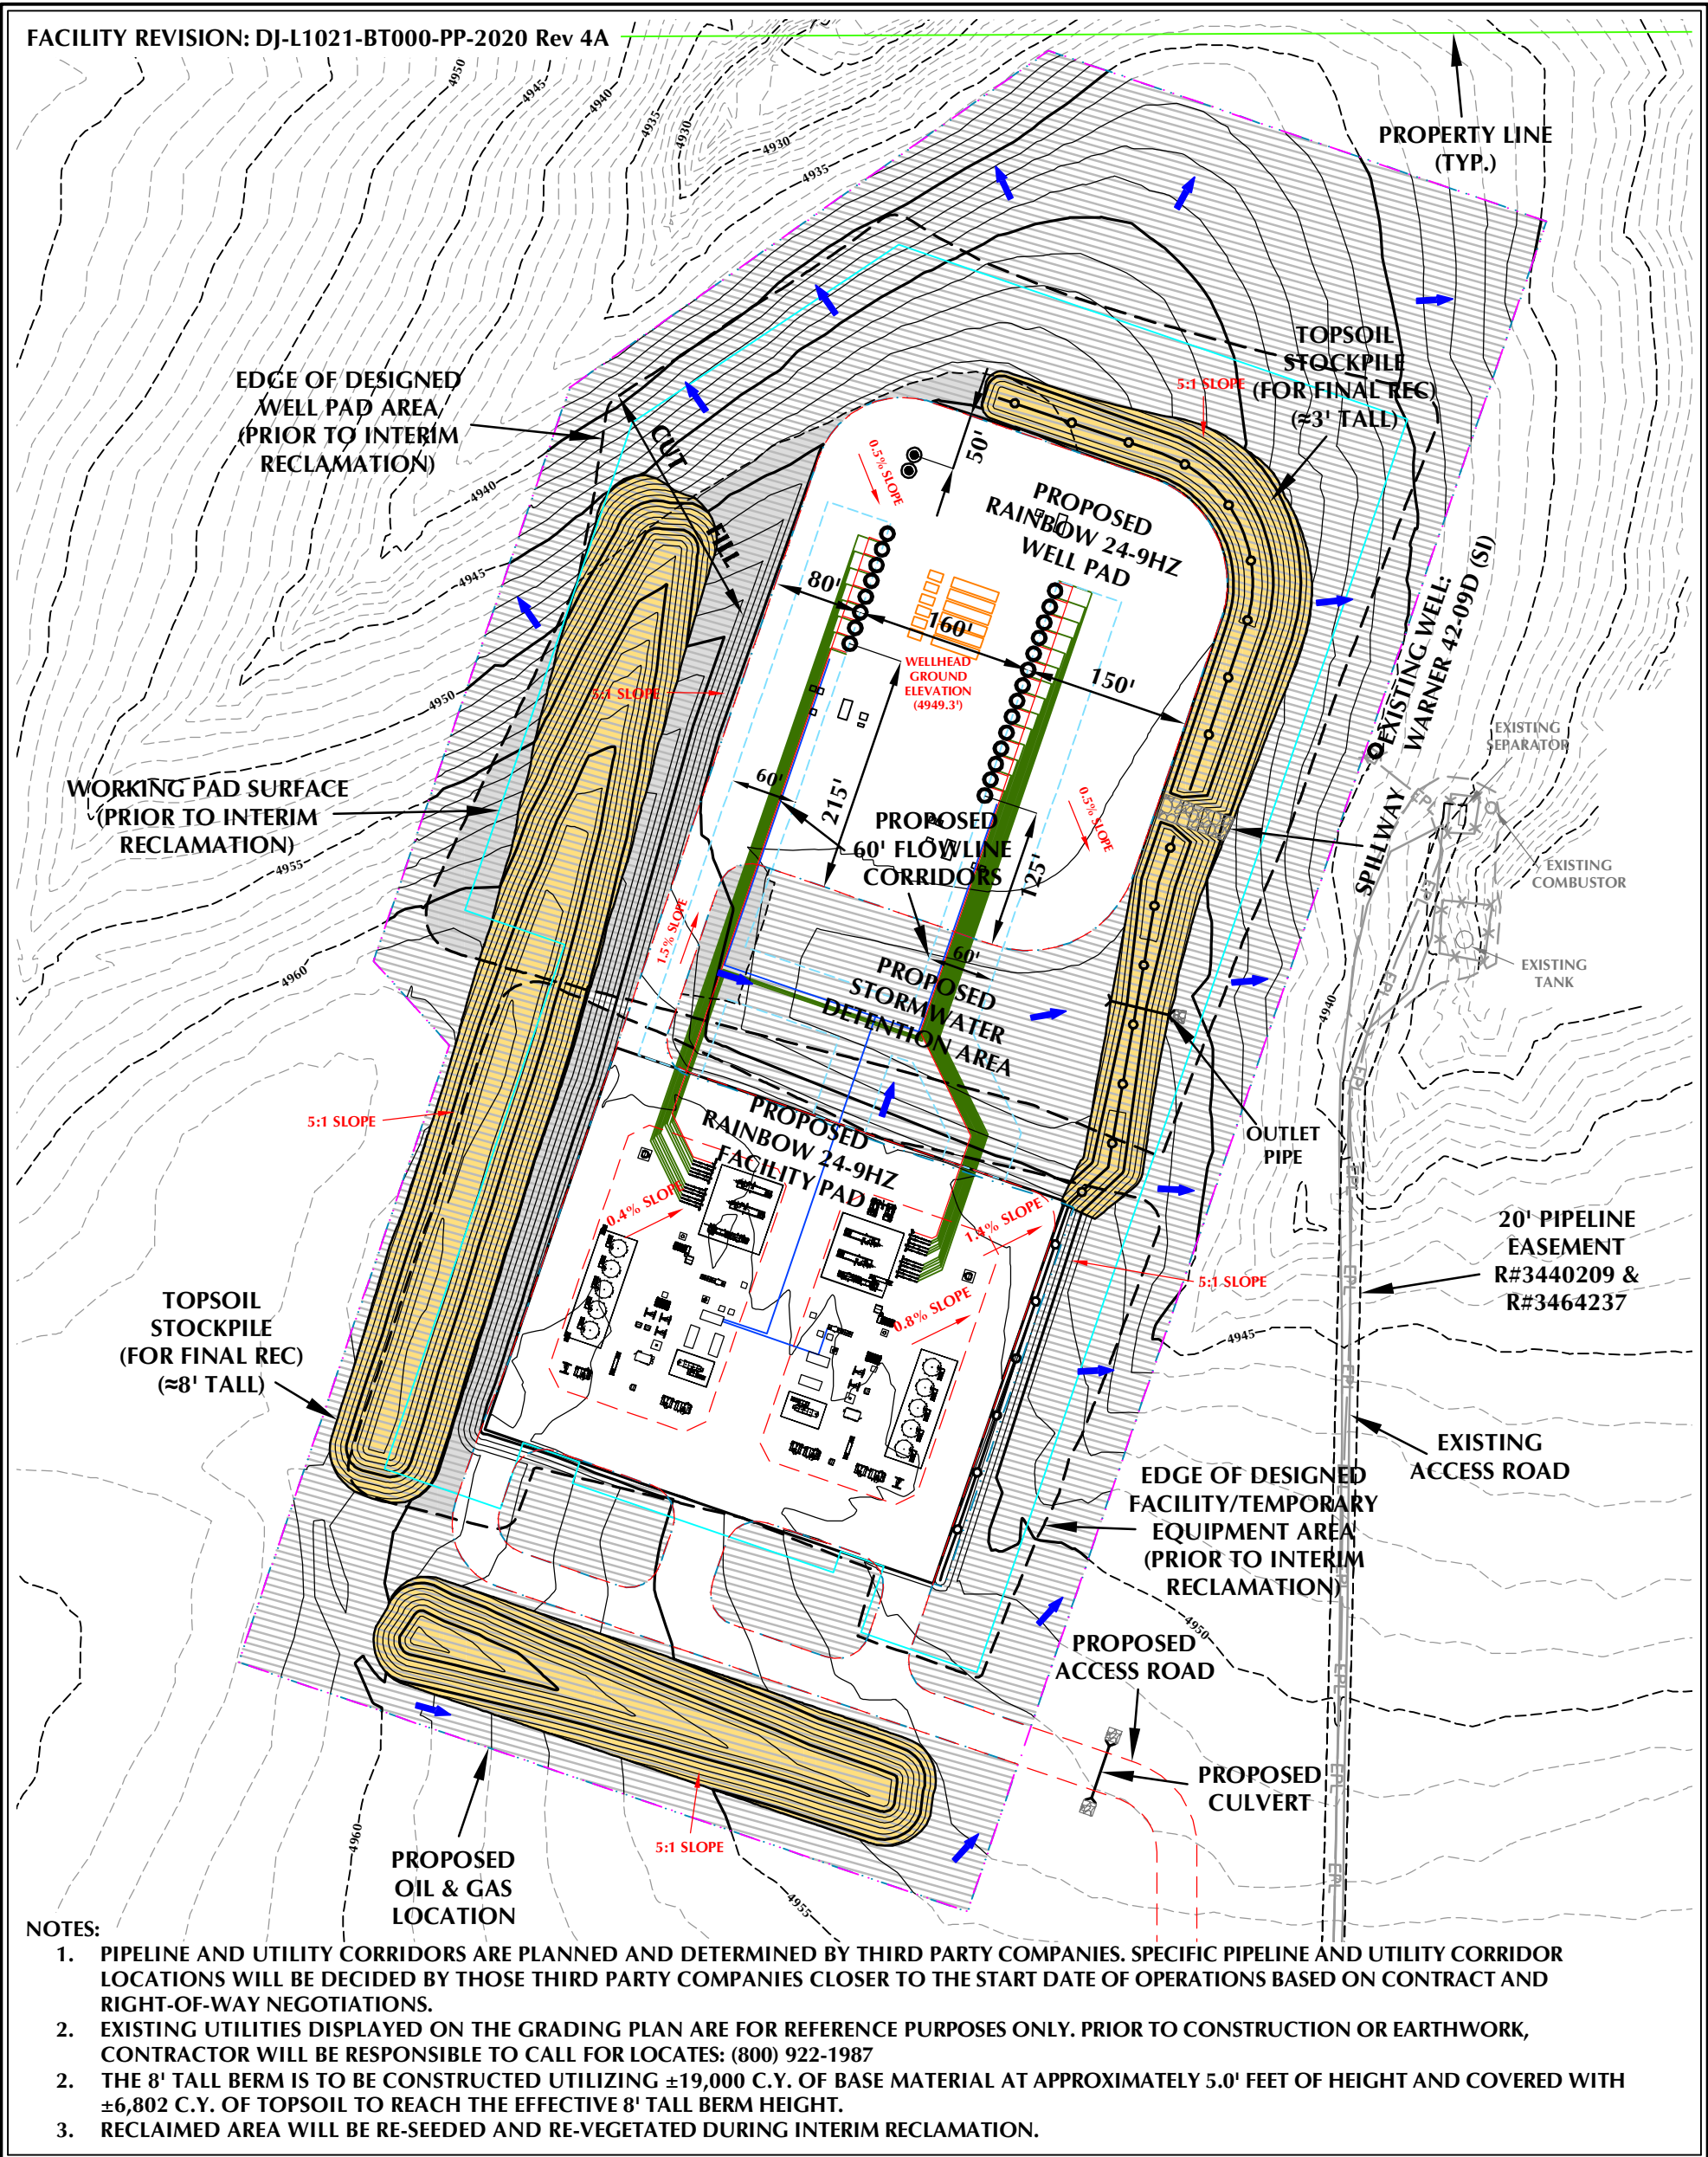 FACILITY REVISION: DJ-L1021-BT000-PP-2020 Rev 4A
4950
4945
4940
4935
4930
4930
4935
PROPERTY LINE
(TYP.)
EDGE OF DESIGNED
WELL PAD AREA
(PRIOR TO INTERIM
RECLAMATION)
TOPSOIL
STOCKPILE
(FOR FINAL REC)
(≈3' TALL)
5:1 SLOPE
CUT
FILL
50'
0.5% SLOPE
4940
4945
4950
PROPOSED
RAINBOW 24-9HZ
WELL PAD
80'
160'
150'
WELLHEAD
GROUND
ELEVATION
(4949.3')
5:1 SLOPE
EXISTING WELL:
WARNER 42-09D (SI)
EXISTING
SEPARATOR
WORKING PAD SURFACE
(PRIOR TO INTERIM
RECLAMATION)
4955
60'
215'
PROPOSED
60' FLOWLINE
CORRIDORS
125'
0.5% SLOPE
SPILLWAY
EPL
EPL
EPL
EXISTING
COMBUSTOR
EXISTING
TANK
1.5% SLOPE
60'
4960
4940
PROPOSED
STORMWATER
DETENTION AREA
5:1 SLOPE
PROPOSED
RAINBOW 24-9HZ
FACILITY PAD
OUTLET
PIPE
EPL
EPL
0.4% SLOPE
1.4% SLOPE
0.8% SLOPE
5:1 SLOPE
20' PIPELINE
EASEMENT
R#3440209 &
R#3464237
EPL
4945
TOPSOIL
STOCKPILE
(FOR FINAL REC)
(≈8' TALL)
EPL
EXISTING
ACCESS ROAD
EDGE OF DESIGNED
FACILITY/TEMPORARY
EQUIPMENT AREA
(PRIOR TO INTERIM
RECLAMATION)
4950
PROPOSED
ACCESS ROAD
EPL
PROPOSED
CULVERT
EPL
5:1 SLOPE
4960
PROPOSED
OIL & GAS
LOCATION
EPL
4955
NOTES:
1. PIPELINE AND UTILITY CORRIDORS ARE PLANNED AND DETERMINED BY THIRD PARTY COMPANIES. SPECIFIC PIPELINE AND UTILITY CORRIDOR
LOCATIONS WILL BE DECIDED BY THOSE THIRD PARTY COMPANIES CLOSER TO THE START DATE OF OPERATIONS BASED ON CONTRACT AND
RIGHT-OF-WAY NEGOTIATIONS.
2. EXISTING UTILITIES DISPLAYED ON THE GRADING PLAN ARE FOR REFERENCE PURPOSES ONLY. PRIOR TO CONSTRUCTION OR EARTHWORK,
CONTRACTOR WILL BE RESPONSIBLE TO CALL FOR LOCATES: (800) 922-1987
2. THE 8' TALL BERM IS TO BE CONSTRUCTED UTILIZING ±19,000 C.Y. OF BASE MATERIAL AT APPROXIMATELY 5.0' FEET OF HEIGHT AND COVERED WITH
±6,802 C.Y. OF TOPSOIL TO REACH THE EFFECTIVE 8' TALL BERM HEIGHT.
3. RECLAIMED AREA WILL BE RE-SEEDED AND RE-VEGETATED DURING INTERIM RECLAMATION.